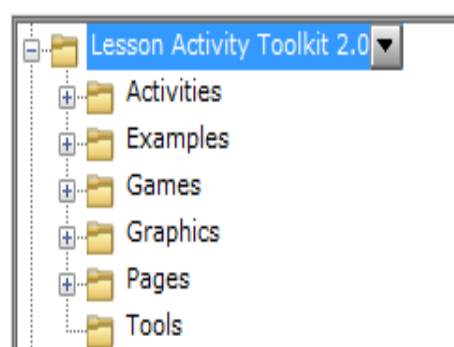 Lesson Activity Toolkit 2.0
Activities
Examples
Games
Graphics
Pages
Tools